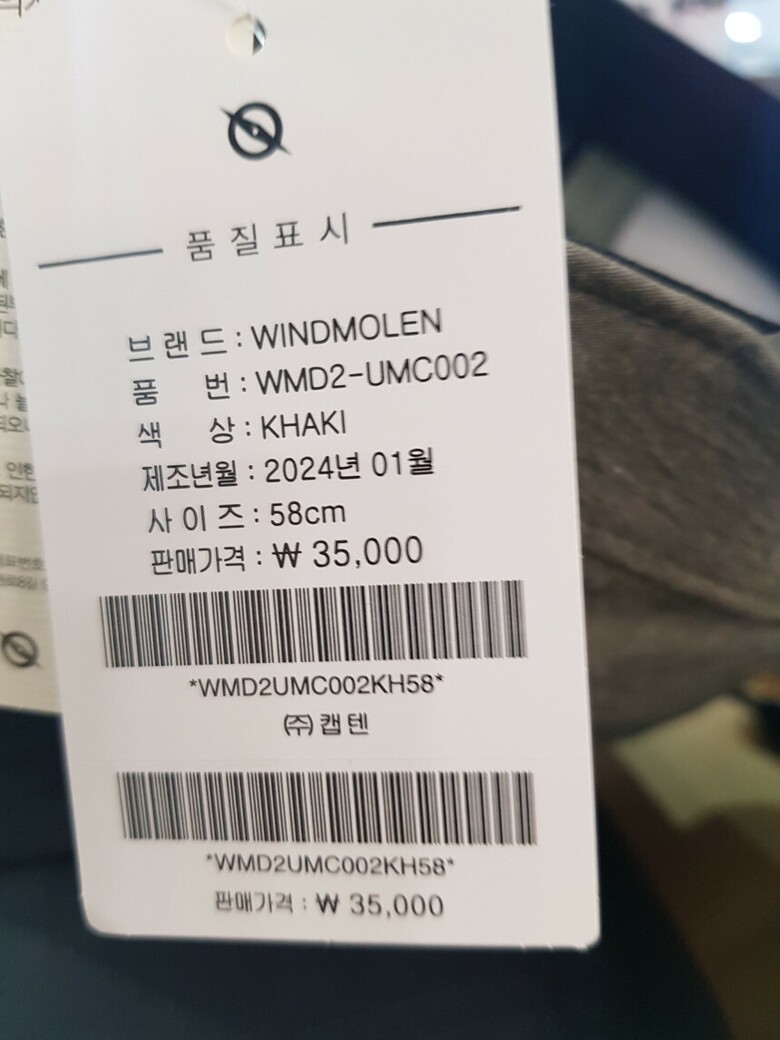 품질표시
브랜드 : WINDMOLEN
품 번 : WMD2-UMC002
색 상 : KHAKI
제조년월 : 2024년 01월
사이즈 : 58cm
판매가격 : ₩ 35,000
*WMD2UMC002KH58*
㈜캡텐
*WMD2UMC002KH58*
판매가격 : ₩ 35,000